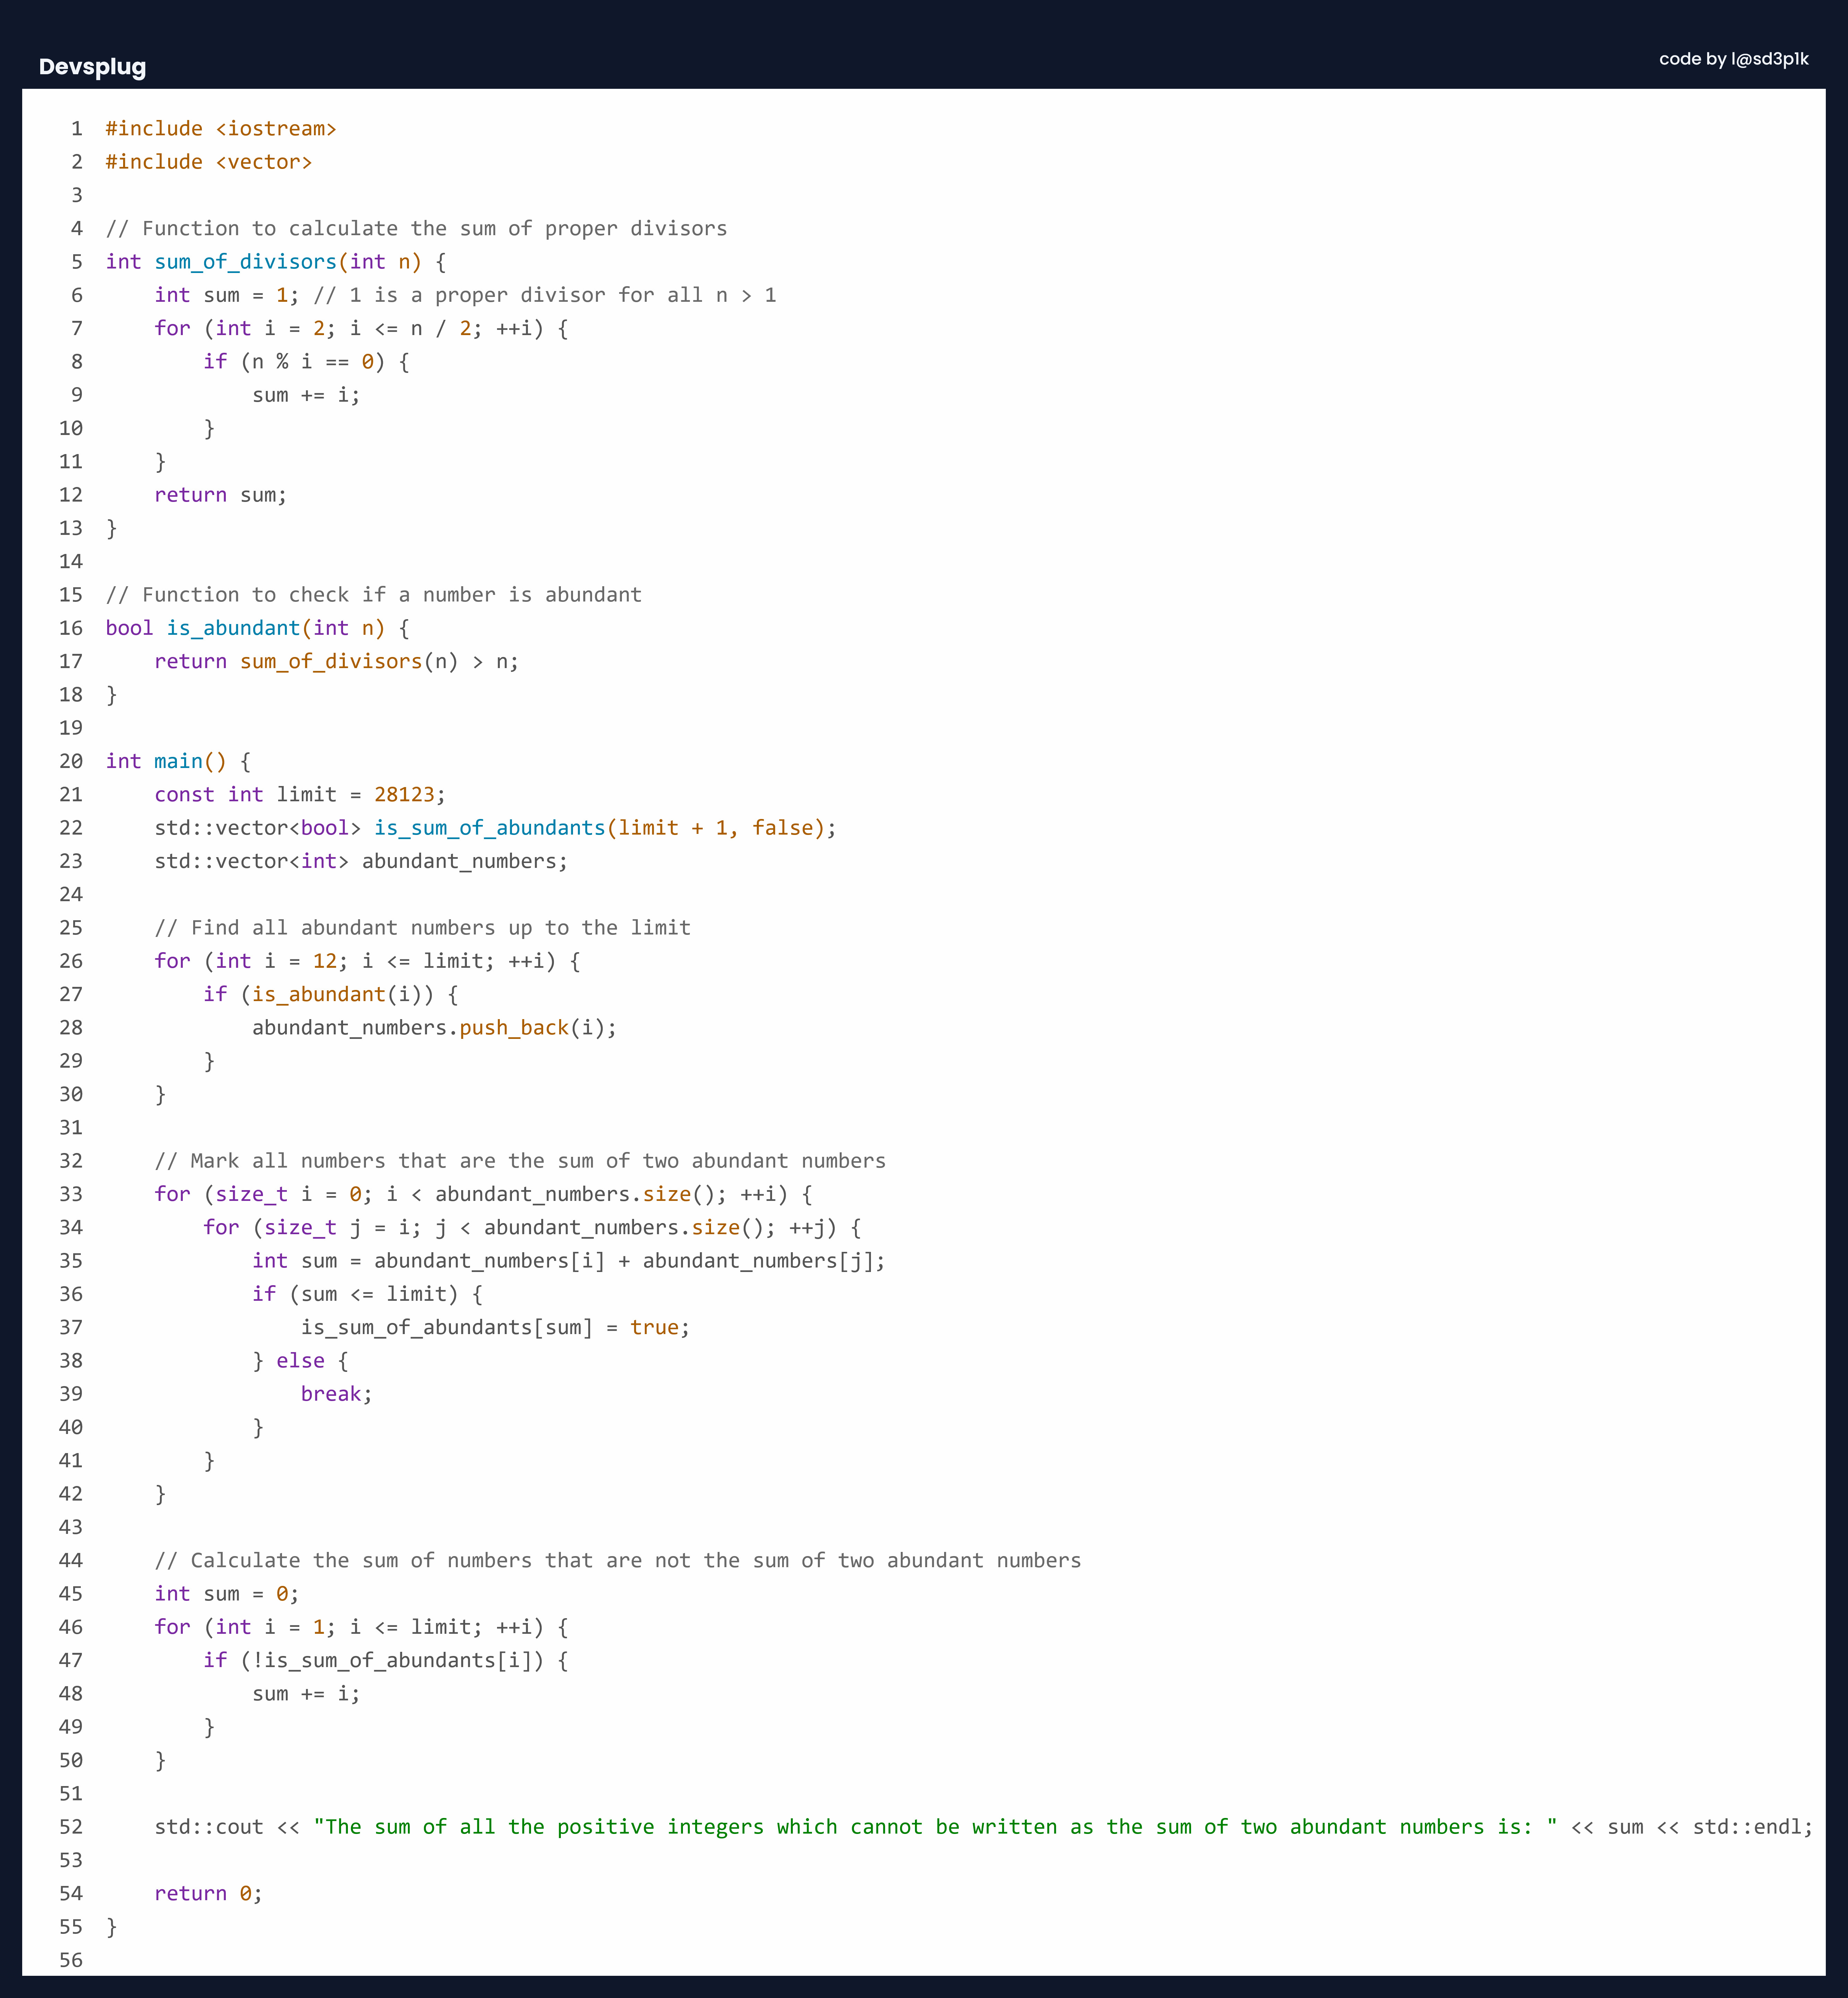 Devsplug
code by l@sd3p1k
1 #include <iostream>
2 #include <vector>
3
4 // Function to calculate the sum of proper divisors
5 int sum_of_divisors(int n) {
6     int sum = 1; // 1 is a proper divisor for all n > 1
7     for (int i = 2; i <= n / 2; ++i) {
8         if (n % i == 0) {
9             sum += i;
10         }
11     }
12     return sum;
13 }
14
15 // Function to check if a number is abundant
16 bool is_abundant(int n) {
17     return sum_of_divisors(n) > n;
18 }
19
20 int main() {
21     const int limit = 28123;
22     std::vector<bool> is_sum_of_abundants(limit + 1, false);
23     std::vector<int> abundant_numbers;
24
25     // Find all abundant numbers up to the limit
26     for (int i = 12; i <= limit; ++i) {
27         if (is_abundant(i)) {
28             abundant_numbers.push_back(i);
29         }
30     }
31
32     // Mark all numbers that are the sum of two abundant numbers
33     for (size_t i = 0; i < abundant_numbers.size(); ++i) {
34         for (size_t j = i; j < abundant_numbers.size(); ++j) {
35             int sum = abundant_numbers[i] + abundant_numbers[j];
36             if (sum <= limit) {
37                 is_sum_of_abundants[sum] = true;
38             } else {
39                 break;
40             }
41         }
42     }
43
44     // Calculate the sum of numbers that are not the sum of two abundant numbers
45     int sum = 0;
46     for (int i = 1; i <= limit; ++i) {
47         if (!is_sum_of_abundants[i]) {
48             sum += i;
49         }
50     }
51
52     std::cout << "The sum of all the positive integers which cannot be written as the sum of two abundant numbers is: " << sum << std::endl;
53
54     return 0;
55 }
56